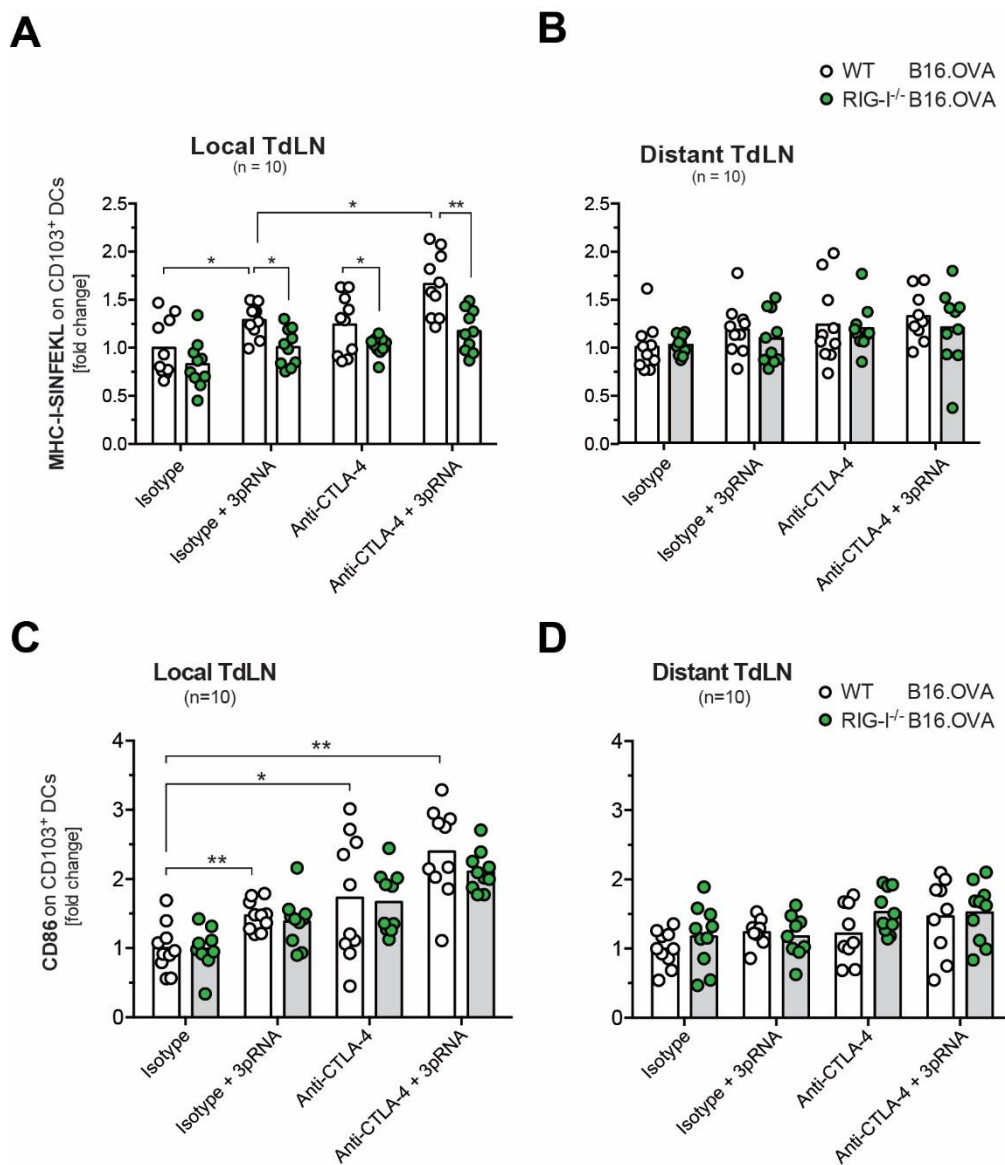 A
B
WT B16.OVA
RIG-I-/- B16.OVA
Local TdLN
(n = 10)
Distant TdLN
(n = 10)
MHC-I-SINFEKL on CD103+ DCs
[fold change]
2.5
2.0
1.5
1.0
0.5
0.0
*
*
*
*
**
Isotype
Isotype + 3pRNA
Anti-CTLA-4
Anti-CTLA-4 + 3pRNA
2.5
2.0
1.5
1.0
0.5
0.0
Isotype
Isotype + 3pRNA
Anti-CTLA-4
Anti-CTLA-4 + 3pRNA
C
D
Local TdLN
(n=10)
Distant TdLN
(n=10)
WT B16.OVA
RIG-I-/- B16.OVA
CD86 on CD103+ DCs
[fold change]
4
3
2
1
0
**
*
**
Isotype
Isotype + 3pRNA
Anti-CTLA-4
Anti-CTLA-4 + 3pRNA
4
3
2
1
0
Isotype
Isotype + 3pRNA
Anti-CTLA-4
Anti-CTLA-4 + 3pRNA